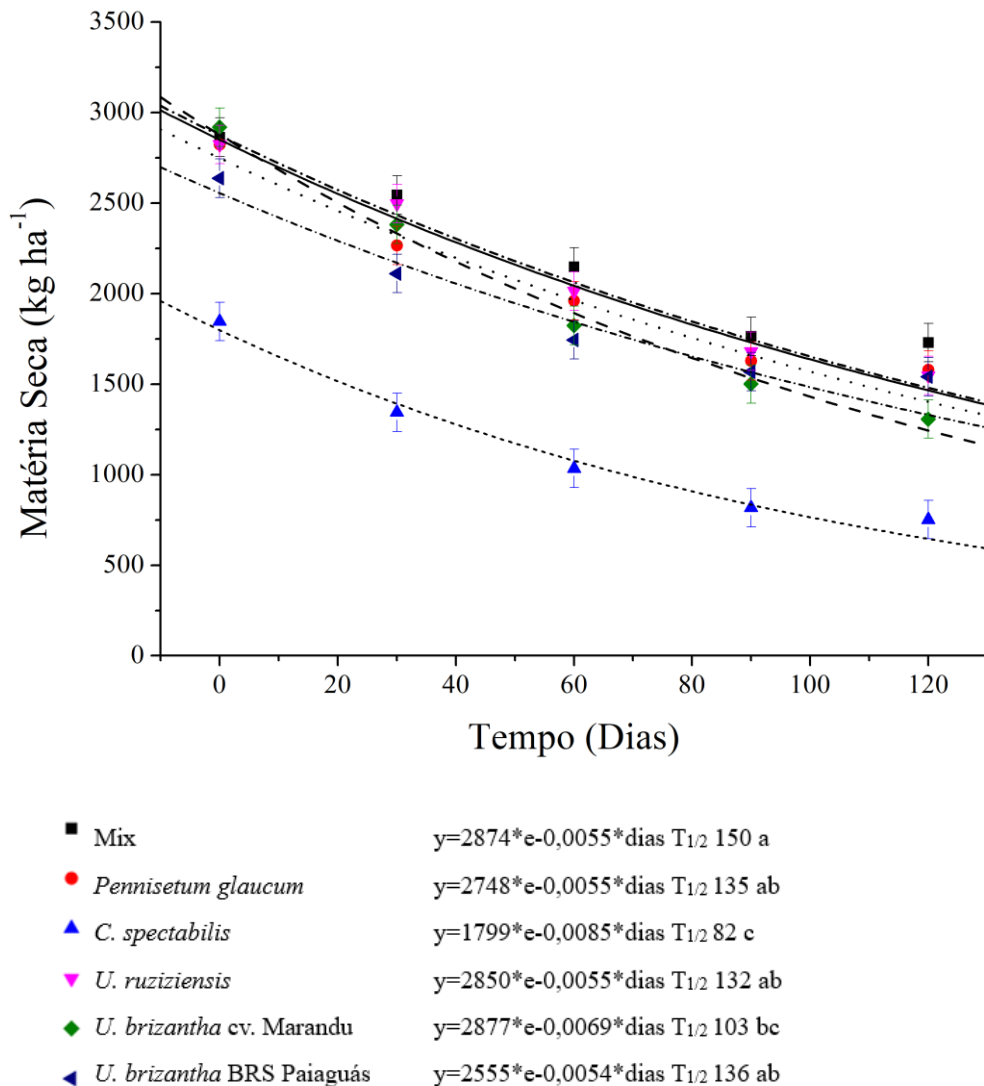 3500
3000
2500
2000
1500
1000
500
0
Matéria Seca (kg ha-1)
0 20 40 60 80 100 120
Tempo (Dias)
Mix y=2874*e-0,0055*dias T1/2 150 a
Pennisetum glaucum y=2748*e-0,0055*dias T1/2 135 ab
C. spectabilis y=1799*e-0,0085*dias T1/2 82 c
U. ruziziensis y=2850*e-0,0055*dias T1/2 132 ab
U. brizantha cv. Marandu y=2877*e-0,0069*dias T1/2 103 bc
U. brizantha BRS Paiaguás y=2555*e-0,0054*dias T1/2 136 ab